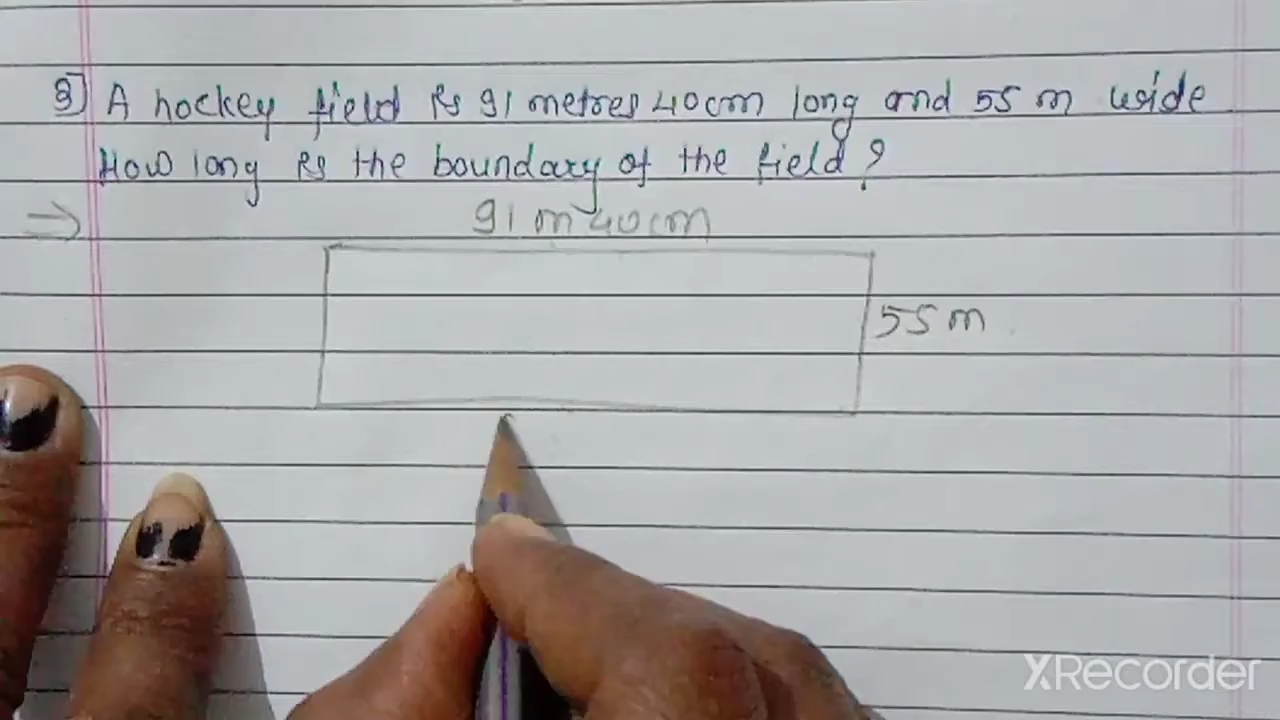 3] A hockey field is 91 metres 40cm long and 55 m wide
How long is the boundary of the field?
⇒ 91 m 40cm
55 m
XRecorder